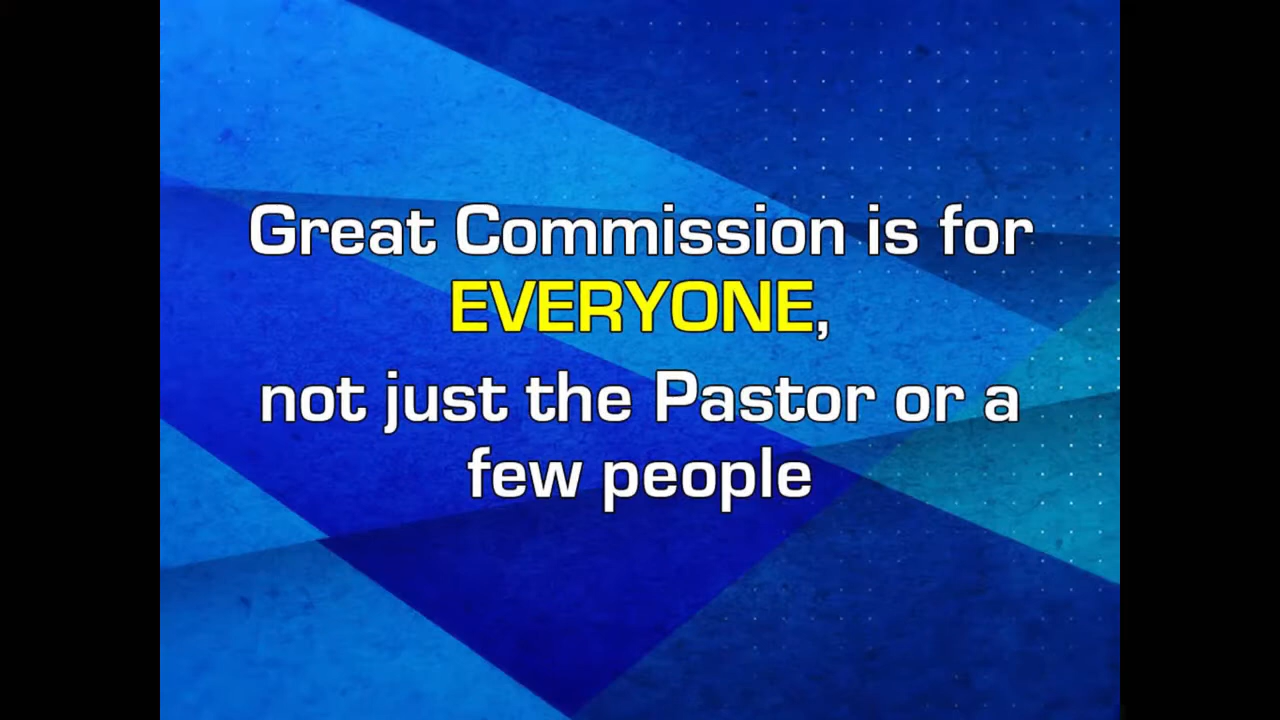 Great Commission is for
EVERYONE,
not just the Pastor or a
few people